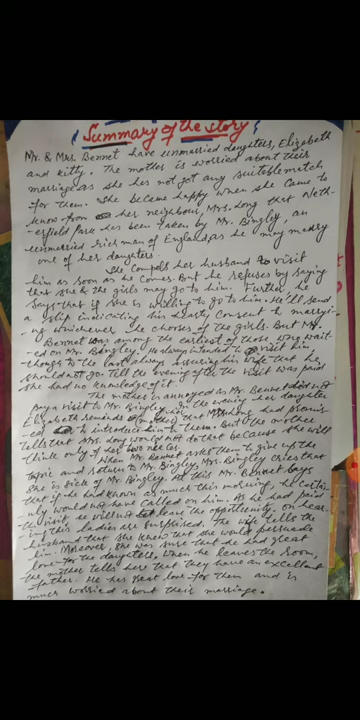 Summary of the story
Mr. & Mrs. Bennet have unmarried daughters, Elizabeth
and kitty. The mother is worried about their
marriage as she has not got any suitable match
for them. She became happy when she came to
know from her neighbour, Mrs. Long that Neth-
erfield Park has been taken by Mr. Bingley, an
unmarried rich man of England, as he may marry
one of her daughters.
She compels her husband to visit
him as soon as he comes. But he refuses by saying
that she & the girls may go to him. Further, he
says that if she is willing to go to him. He'll send
a slip indicating his hearty consent to marryi-
ng whichever he chooses of the girls. But Mr.
Bennet was among the earliest of those who wait-
ed on Mr. Bingley. He always intended to visit him,
though to the last always assuring his wife that he
should not go. Till the evening after the visit was paid
she had no knowledge of it.
The mother is annoyed as Mr. Bennet did not
pay a visit to Mr. Bingley. In the evening her daughter
Elizabeth reminds (mother) that Mrs. Long had promis-
ed to introduce him to them. But the mother
tells that Mrs. Long would not do that because she will
think only of her two nieces.
When Mr. Bennet asks them to give up the
topic and return to Mr. Bingley, Mrs. Bingley cries that
she is sick of Mr. Bingley. At this Mr. Bennet says
that if he had known as much this morning, he certai-
nly would not have called on him. As he had paid
the visit, he will not leave the opportunity. On hear-
ing this ladies are surprised. The wife tells the
husband that she knew that she would persuade
him. Moreover, she was sure that he had great
love for the daughters. When he leaves the room,
the mother tells here that they have an excellent
father. He has great love for them and is
much worried about their marriage.